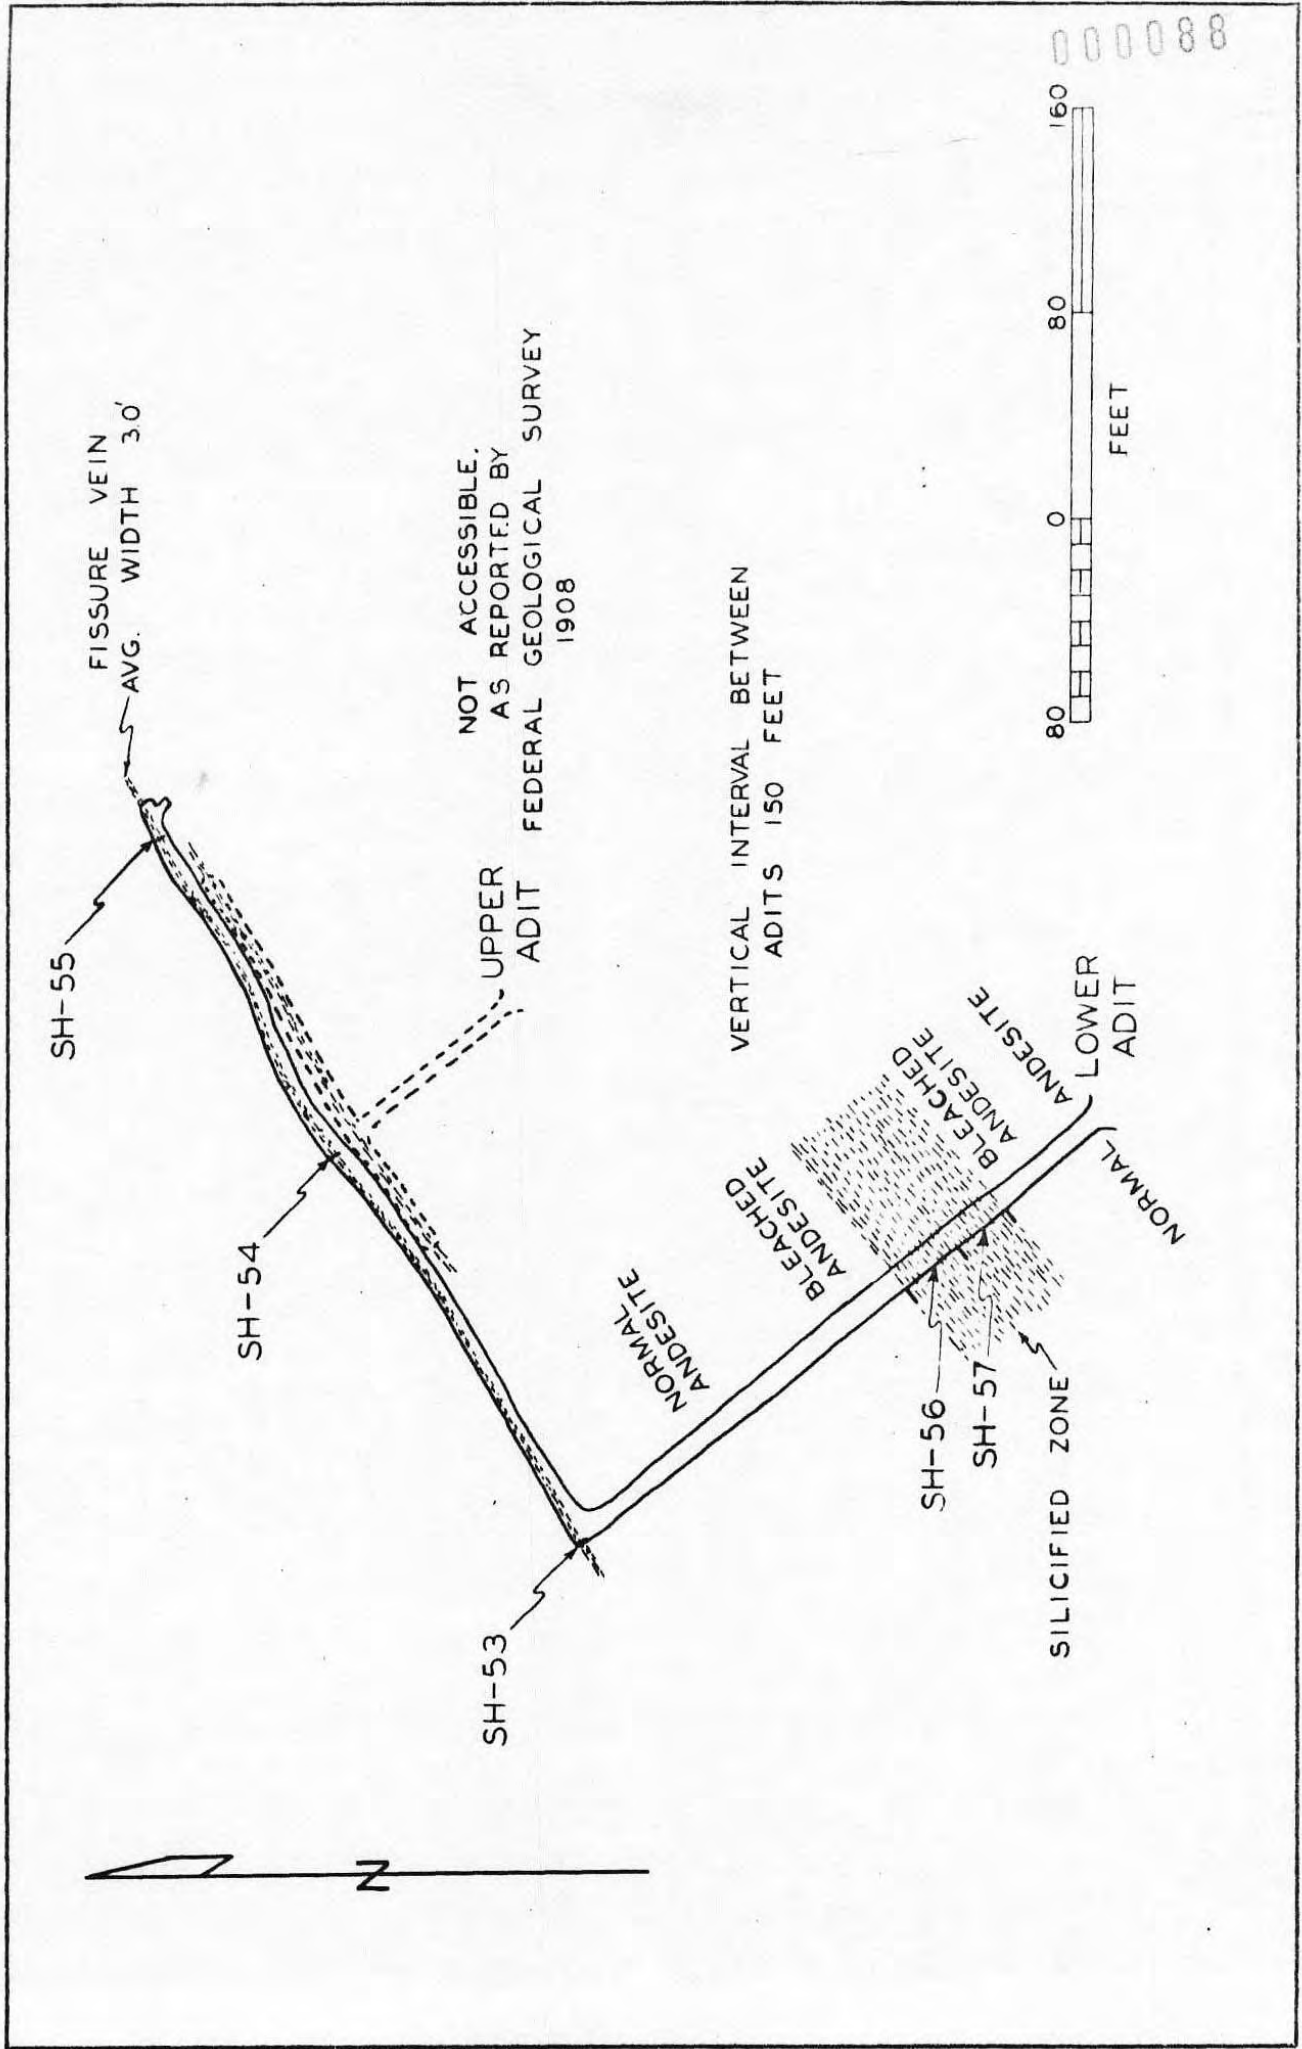 000088
FISSURE VEIN
AVG. WIDTH 3.0'
SH-55
NOT ACCESSIBLE,
AS REPORTED BY
FEDERAL GEOLOGICAL SURVEY
1908
UPPER
ADIT
SH-54
VERTICAL INTERVAL BETWEEN
ADITS 150 FEET
NORMAL
ANDESITE
BLEACHED
ANDESITE
BLEACHED
ANDESITE
ANDESITE
LOWER
ADIT
NORMAL
SH-53
SH-56
SH-57
SILICIFIED ZONE
80 0 80 160
FEET
N